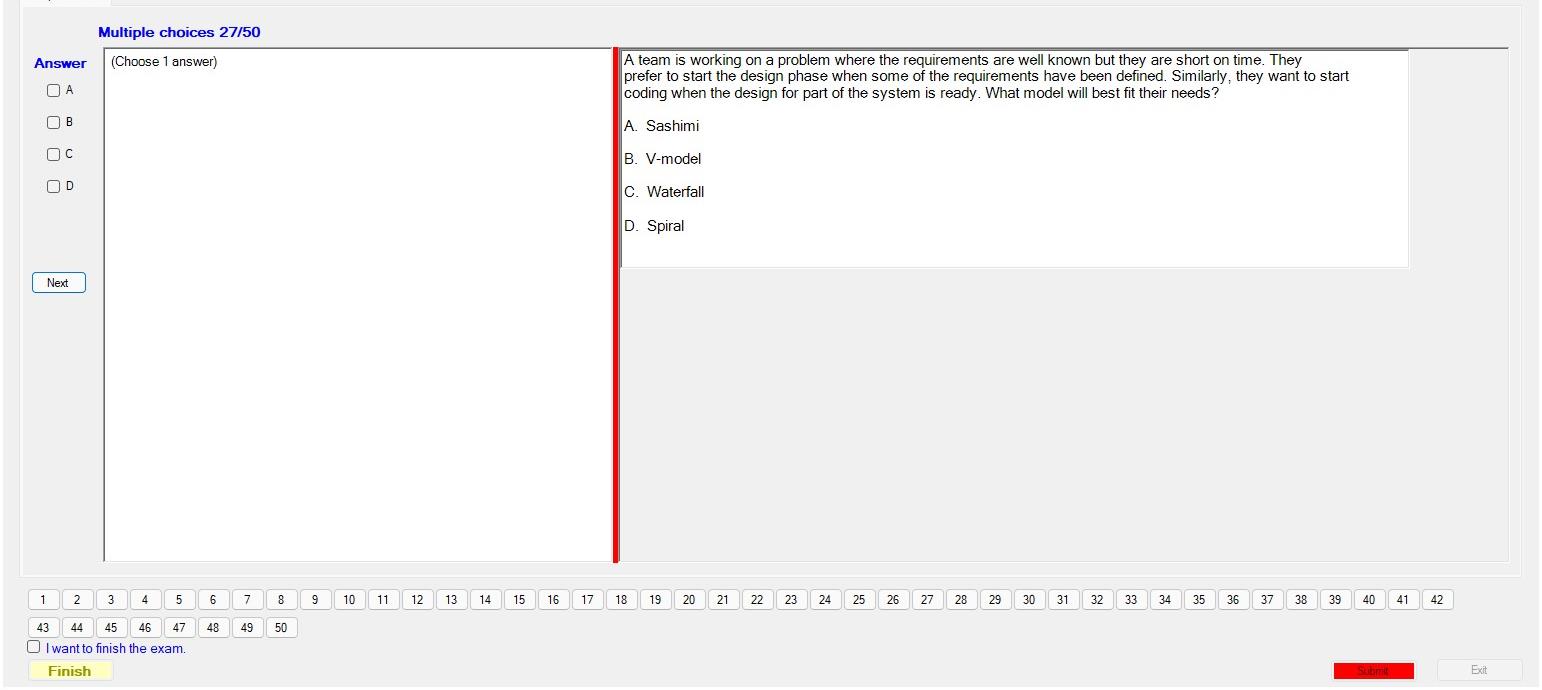 Multiple choices 27/50
Answer
(Choose 1 answer)
A
B
C
D
Next
A team is working on a problem where the requirements are well known but they are short on time. They
prefer to start the design phase when some of the requirements have been defined. Similarly, they want to start
coding when the design for part of the system is ready. What model will best fit their needs?
A. Sashimi
B. V-model
C. Waterfall
D. Spiral
1 2 3 4 5 6 7 8 9 10 11 12 13 14 15 16 17 18 19 20 21 22 23 24 25 26 27 28 29 30 31 32 33 34 35 36 37 38 39 40 41 42
43 44 45 46 47 48 49 50
I want to finish the exam.
Finish
Submit
Exit